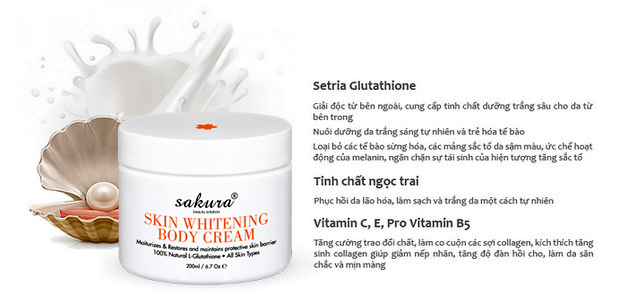 sakura®
beauty solution
SKIN WHITENING
BODY CREAM
Moisturizes & Restores and maintains protective skin barrier
100% Natural L-Glutathione • All Skin Types
200ml / 6.7 Oz ℮
Setria Glutathione
Giải độc từ bên ngoài, cung cấp tinh chất dưỡng trắng sâu cho da từ
bên trong
Nuôi dưỡng da trắng sáng tự nhiên và trẻ hóa tế bào
Loại bỏ các tế bào sừng hóa, các mảng sắc tố da sậm màu, ức chế hoạt
động của melanin, ngăn chặn sự tái sinh của hiện tượng tăng sắc tố
Tinh chất ngọc trai
Phục hồi da lão hóa, làm sạch và trắng da một cách tự nhiên
Vitamin C, E, Pro Vitamin B5
Tăng cường trao đổi chất, làm co cuộn các sợi collagen, kích thích tăng
sinh collagen giúp giảm nếp nhăn, tăng độ đàn hồi cho, làm da săn
chắc và mịn màng